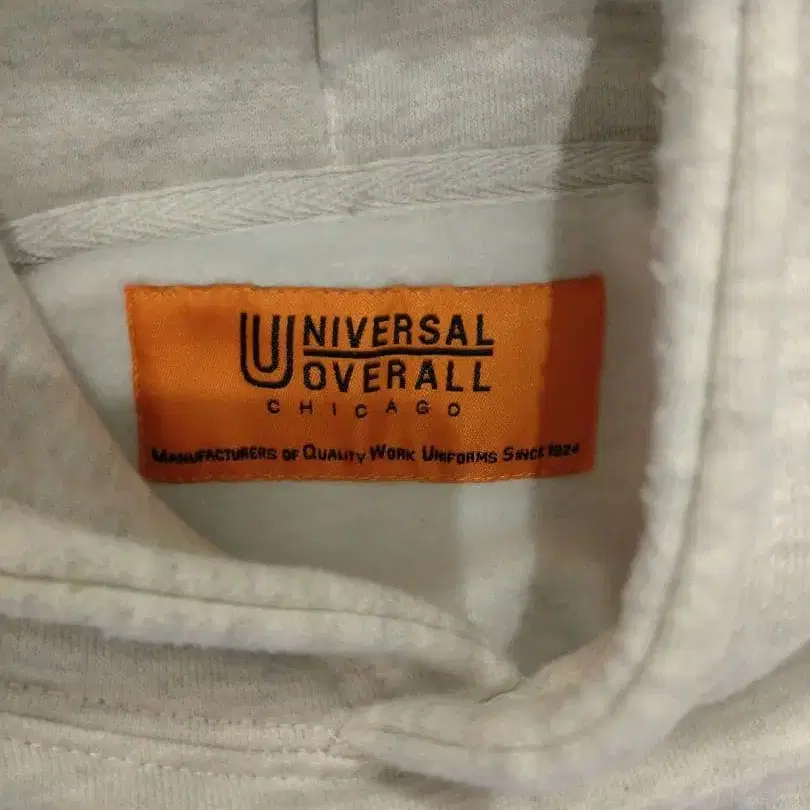 UNIVERSAL
OVERALL
CHICAGO
MANUFACTURERS OF QUALITY WORK UNIFORMS SINCE 1924